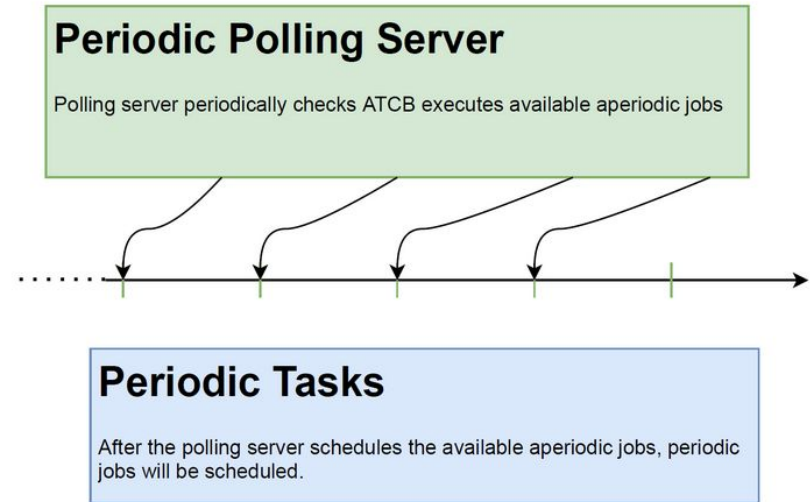 Periodic Polling Server
Polling server periodically checks ATCB executes available aperiodic jobs
Periodic Tasks
After the polling server schedules the available aperiodic jobs, periodic
jobs will be scheduled.